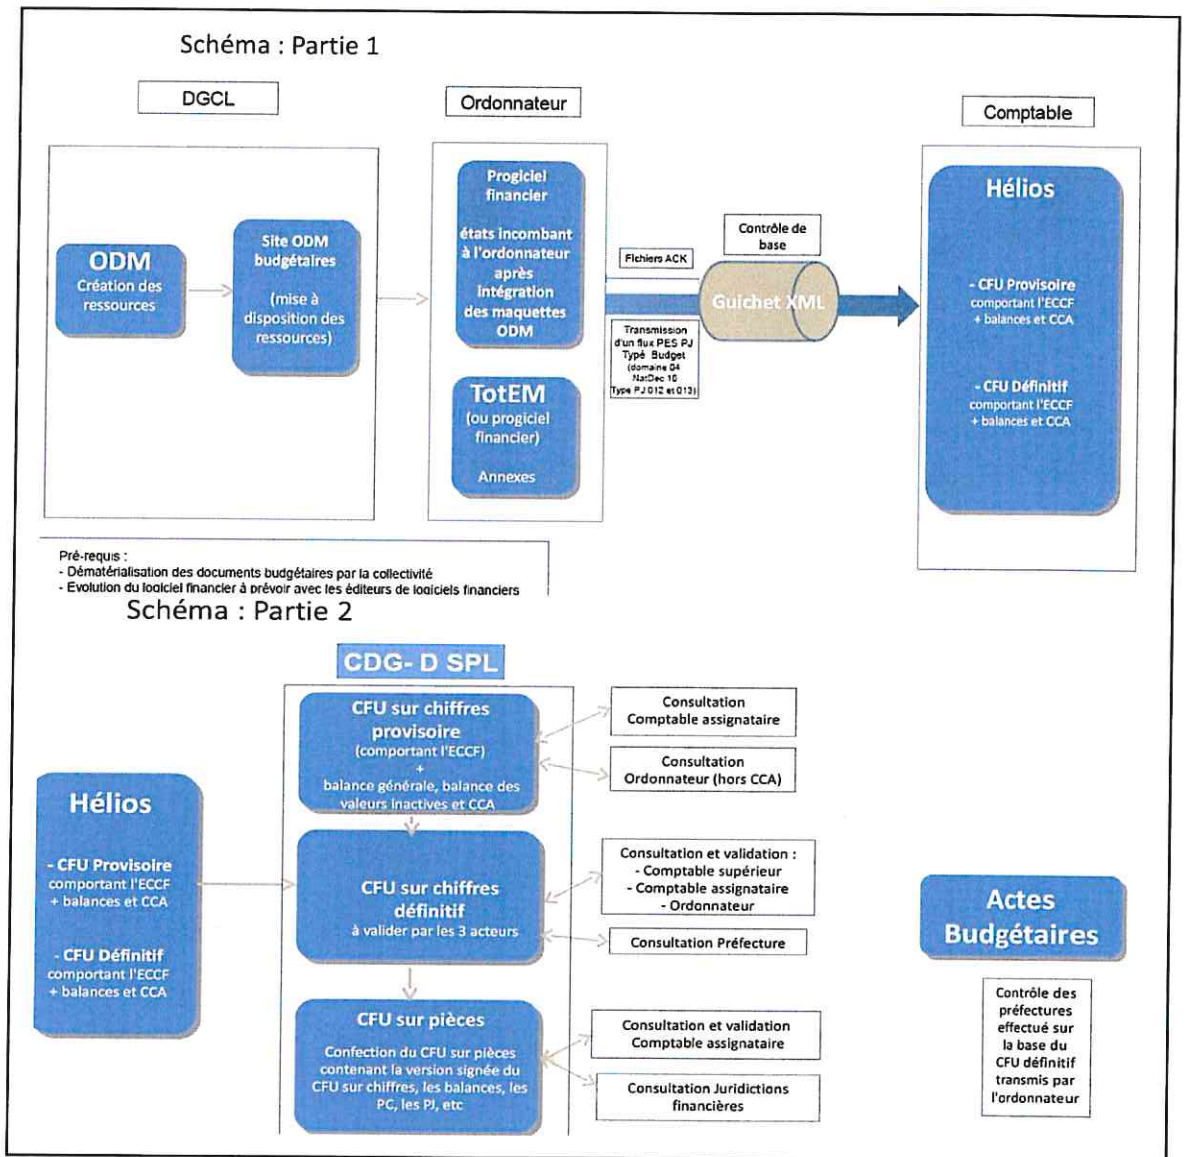 Schéma : Partie 1
DGCL
Ordonnateur
Comptable
ODM
Création des
ressources
Site ODM
budgétaires
(mise à
disposition des
ressources)
Progiciel
financier
états incombant
à l'ordonnateur
après
intégration
des maquettes
ODM
TotEM
(ou progiciel
financier)
Annexes
Fichiers ACK
Transmission
d'un flux PES PJ
Typé Budget
(domaine 04
NatDec 10
Type PJ 012 et 013)
Contrôle de
base
Guichet XML
Hélios
- CFU Provisoire
comportant l'ECCF
+ balances et CCA
- CFU Définitif
comportant l'ECCF
+ balances et CCA
Pré-requis :
- Dématérialisation des documents budgétaires par la collectivité
- Evolution du logiciel financier à prévoir avec les éditeurs de logiciels financiers
Schéma : Partie 2
CDG- D SPL
Hélios
- CFU Provisoire
comportant l'ECCF
+ balances et CCA
- CFU Définitif
comportant l'ECCF
+ balances et CCA
CFU sur chiffres
provisoire
(comportant l'ECCF)
+
balance générale, balance des
valeurs inactives et CCA
Consultation
Comptable assignataire
Consultation
Ordonnateur (hors CCA)
CFU sur chiffres
définitif
à valider par les 3 acteurs
Consultation et validation :
- Comptable supérieur
- Comptable assignataire
- Ordonnateur
Consultation Préfecture
CFU sur pièces
Confection du CFU sur pièces
contenant la version signée du
CFU sur chiffres, les balances, les
PC, les PJ, etc
Consultation et validation
Comptable assignataire
Consultation Juridictions
financières
Actes
Budgétaires
Contrôle des
préfectures
effectué sur
la base du
CFU définitif
transmis par
l'ordonnateur